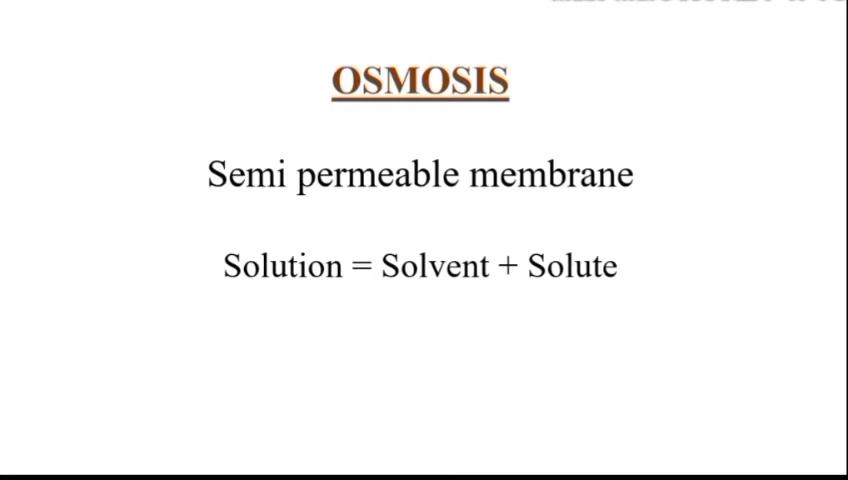 OSMOSIS
Semi permeable membrane
Solution = Solvent + Solute